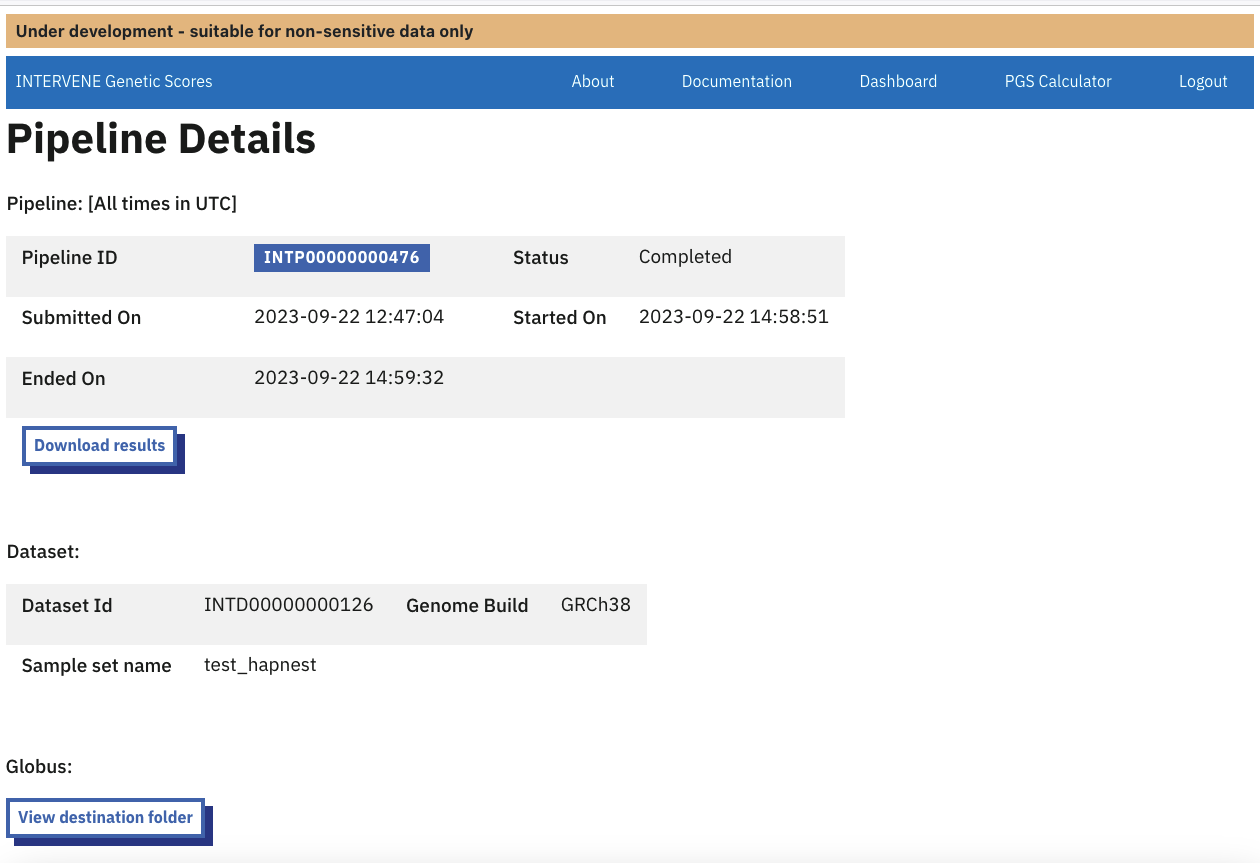 Under development - suitable for non-sensitive data only
INTERVENE Genetic Scores About Documentation Dashboard PGS Calculator Logout
Pipeline Details
Pipeline: [All times in UTC]
Pipeline ID INTP00000000476 Status Completed
Submitted On 2023-09-22 12:47:04 Started On 2023-09-22 14:58:51
Ended On 2023-09-22 14:59:32
Download results
Dataset:
Dataset Id INTD00000000126 Genome Build GRCh38
Sample set name test_hapnest
Globus:
View destination folder